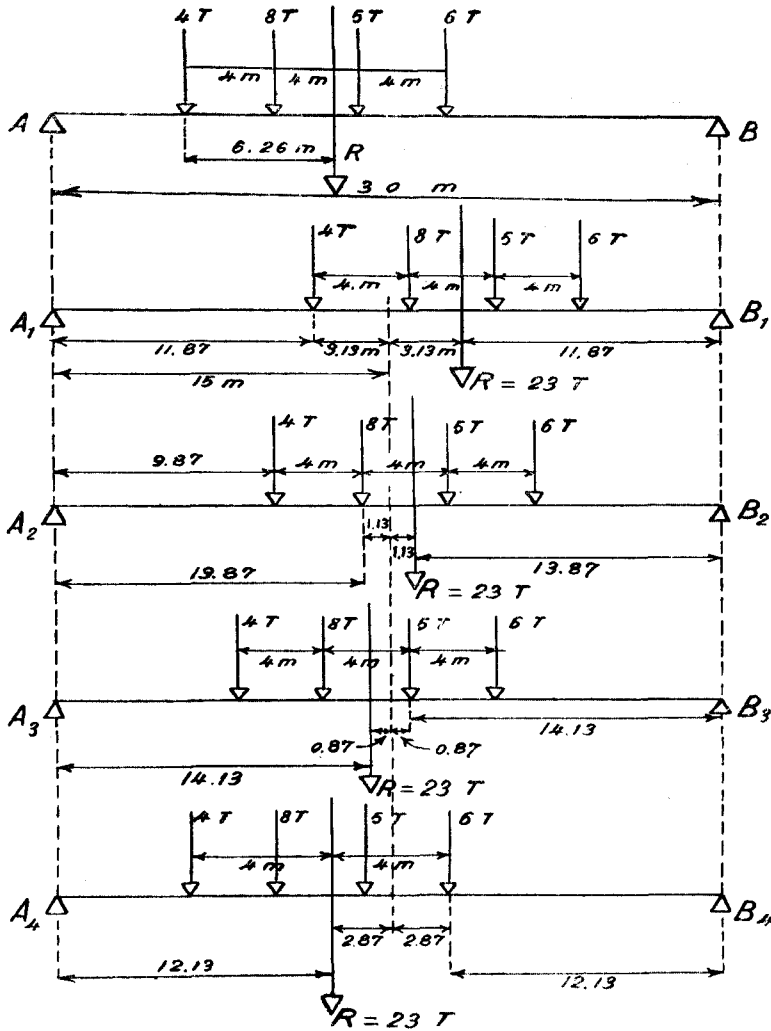 4 T 8 T 5 T 6 T
4 m 4 m 4 m
A B
6.26 m R
30 m
4 T 8 T 5 T 6 T
4 m 4 m 4 m
A1 B1
11.87 3.13 m 3.13 m 11.87
15 m R = 23 T
4 T 8 T 5 T 6 T
9.87 4 m 4 m 4 m
A2 B2
1.13 1.13
13.87 13.87
R = 23 T
4 T 8 T 5 T 6 T
4 m 4 m 4 m
A3 B3
0.87 0.87 14.13
14.13
R = 23 T
4 T 8 T 5 T 6 T
4 m 4 m
A4 B4
2.87 2.87
12.13 12.13
R = 23 T